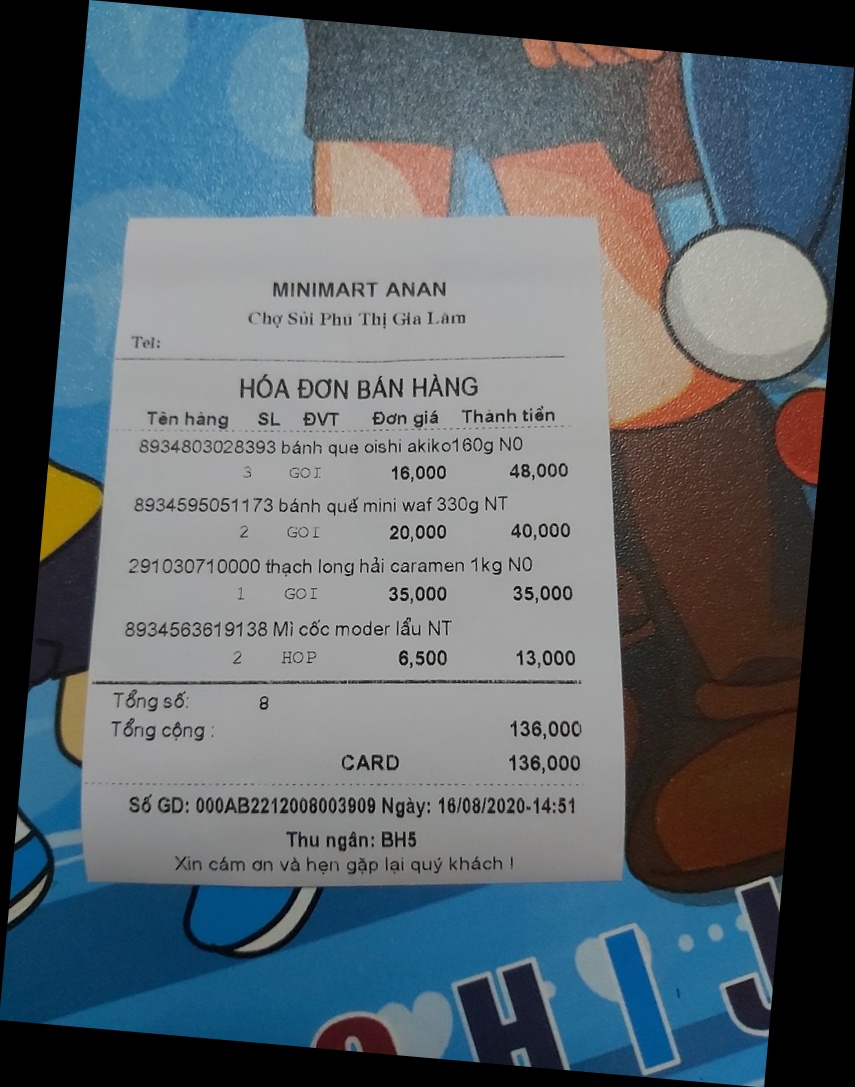 MINIMART ANAN
Chợ Sủi Phú Thị Gia Lâm
Tel:
HÓA ĐƠN BÁN HÀNG
Tên hàng SL ĐVT Đơn giá Thành tiền
8934803028393 bánh que oishi akiko160g N0
3 GOI 16,000 48,000
8934595051173 bánh quế mini waf 330g NT
2 GOI 20,000 40,000
291030710000 thạch long hải caramen 1kg N0
1 GOI 35,000 35,000
8934563619138 Mì cốc moder lẩu NT
2 HOP 6,500 13,000
Tổng số: 8
Tổng cộng : 136,000
CARD 136,000
Số GD: 000AB2212008003909 Ngày: 16/08/2020-14:51
Thu ngân: BH5
Xin cám ơn và hẹn gặp lại quý khách !
H I J